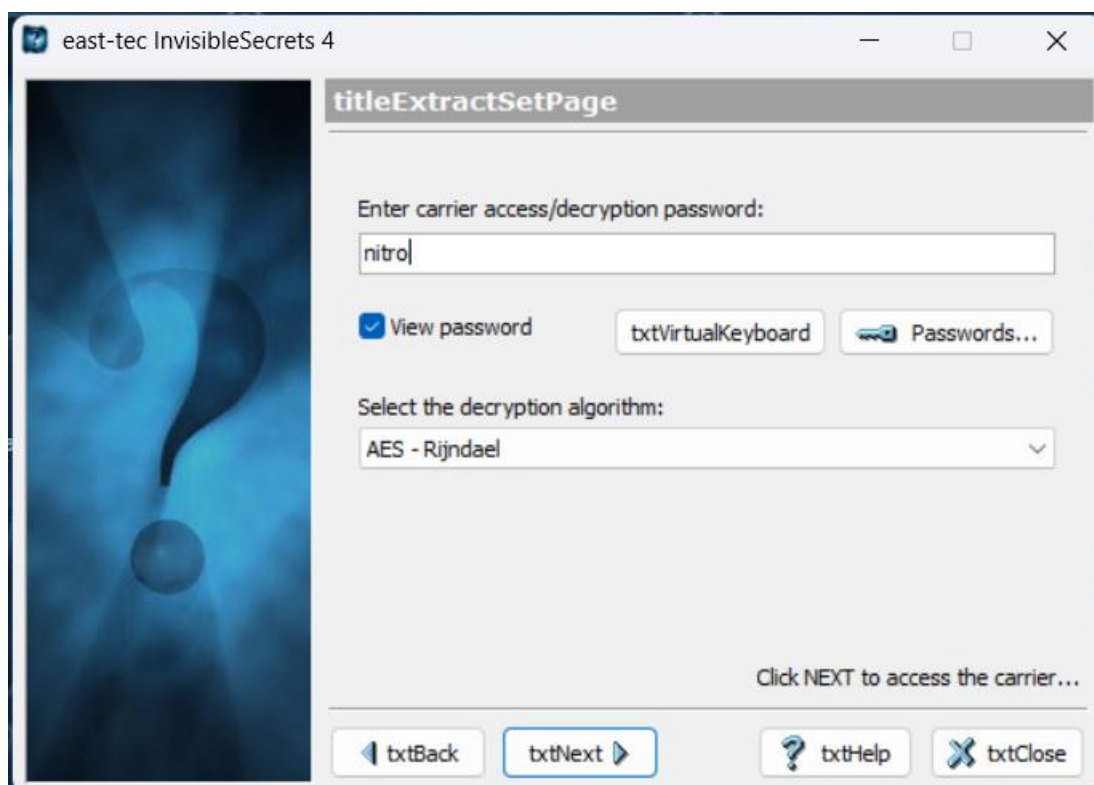 east-tec InvisibleSecrets 4
titleExtractSetPage
Enter carrier access/decryption password:
nitro
View password
txtVirtualKeyboard
Passwords...
Select the decryption algorithm:
AES - Rijndael
Click NEXT to access the carrier...
txtBack
txtNext
txtHelp
txtClose